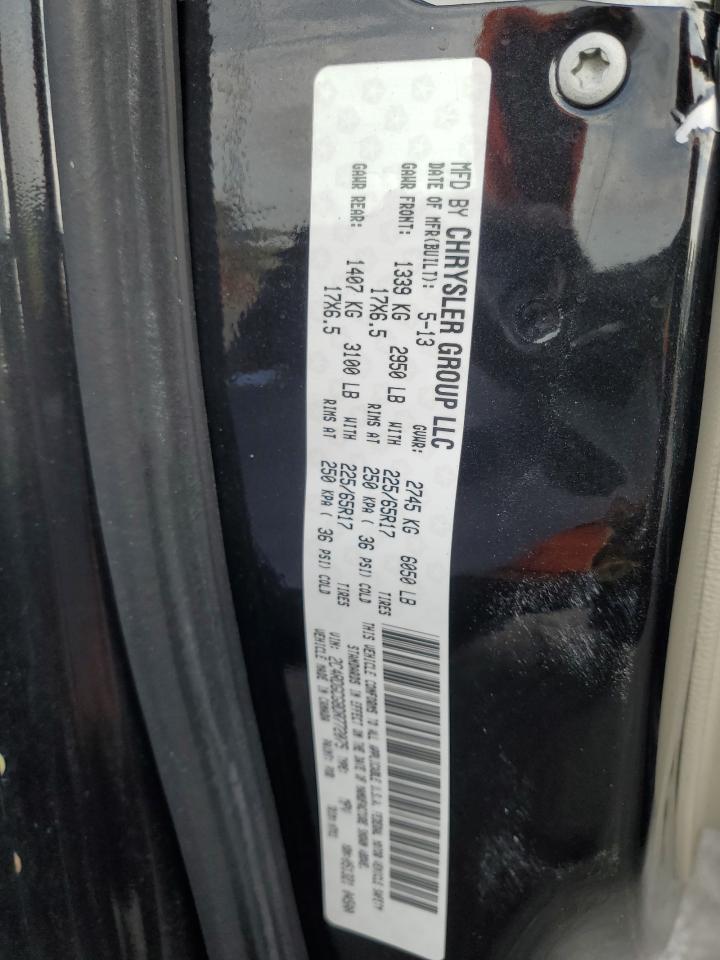 MFD BY CHRYSLER GROUP LLC
DATE OF MFR(BUILT): 5-13 GVWR: 2745 KG 6050 LB
GAWR FRONT: 1339 KG 2950 LB WITH 225/65R17 TIRES
17X6.5 RIMS AT 250 KPA ( 36 PSI) COLD
GAWR REAR: 1407 KG 3100 LB WITH 225/65R17 TIRES
17X6.5 RIMS AT 250 KPA ( 36 PSI) COLD
THIS VEHICLE CONFORMS TO ALL APPLICABLE U.S.A. FEDERAL MOTOR VEHICLE SAFETY
STANDARDS IN EFFECT ON THE DATE OF MANUFACTURE SHOWN ABOVE.
VIN: TYPE: MPV
VEHICLE MADE IN CANADA PAINT: